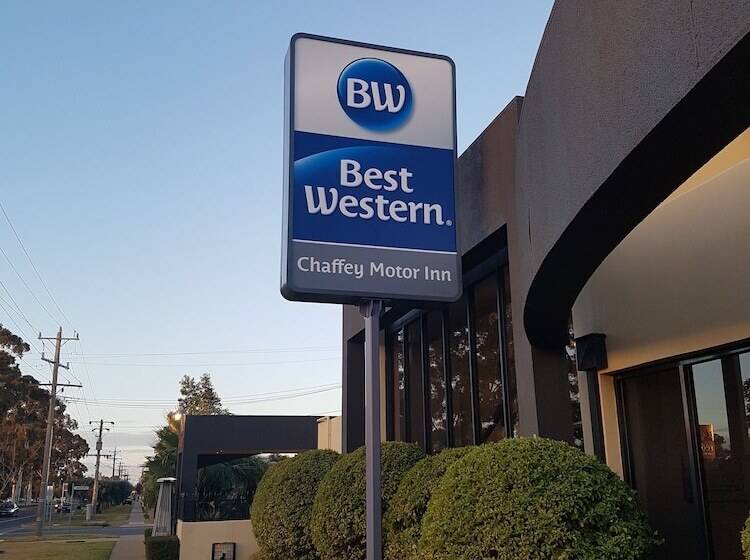 BW
Best
Western®
Chaffey Motor Inn